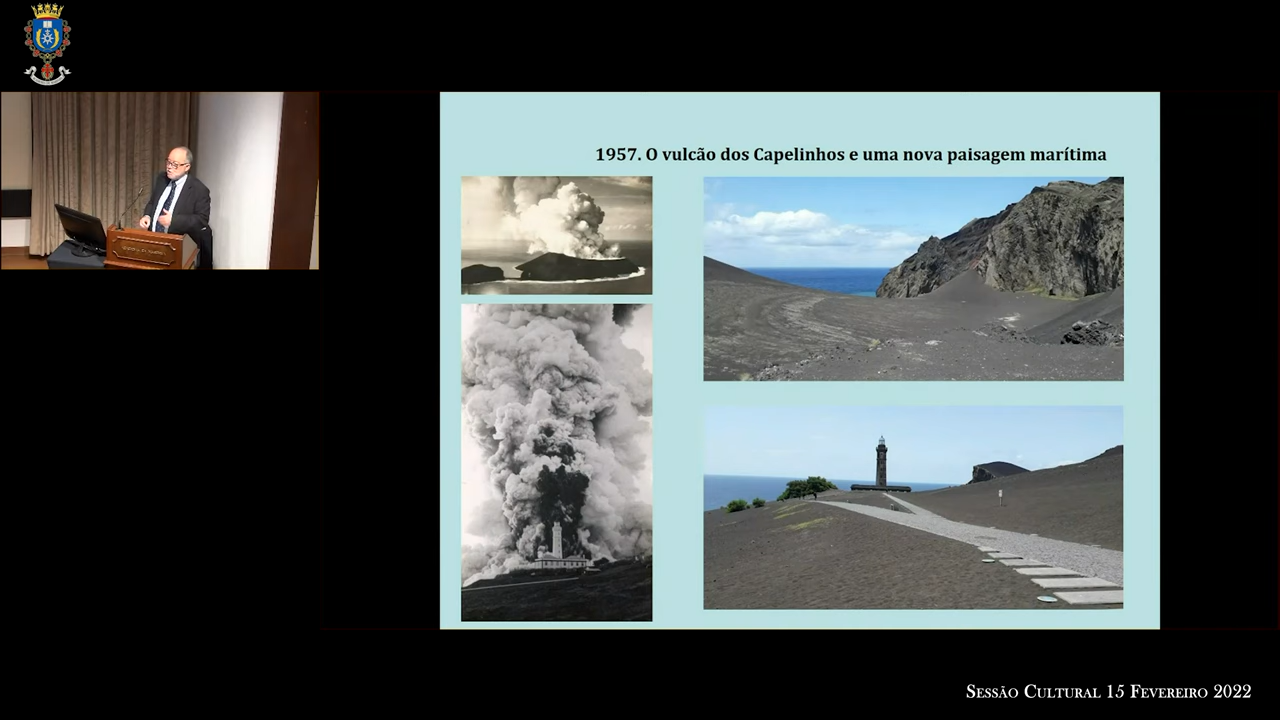 1957. O vulcão dos Capelinhos e uma nova paisagem marítima
Sessão Cultural 15 Fevereiro 2022